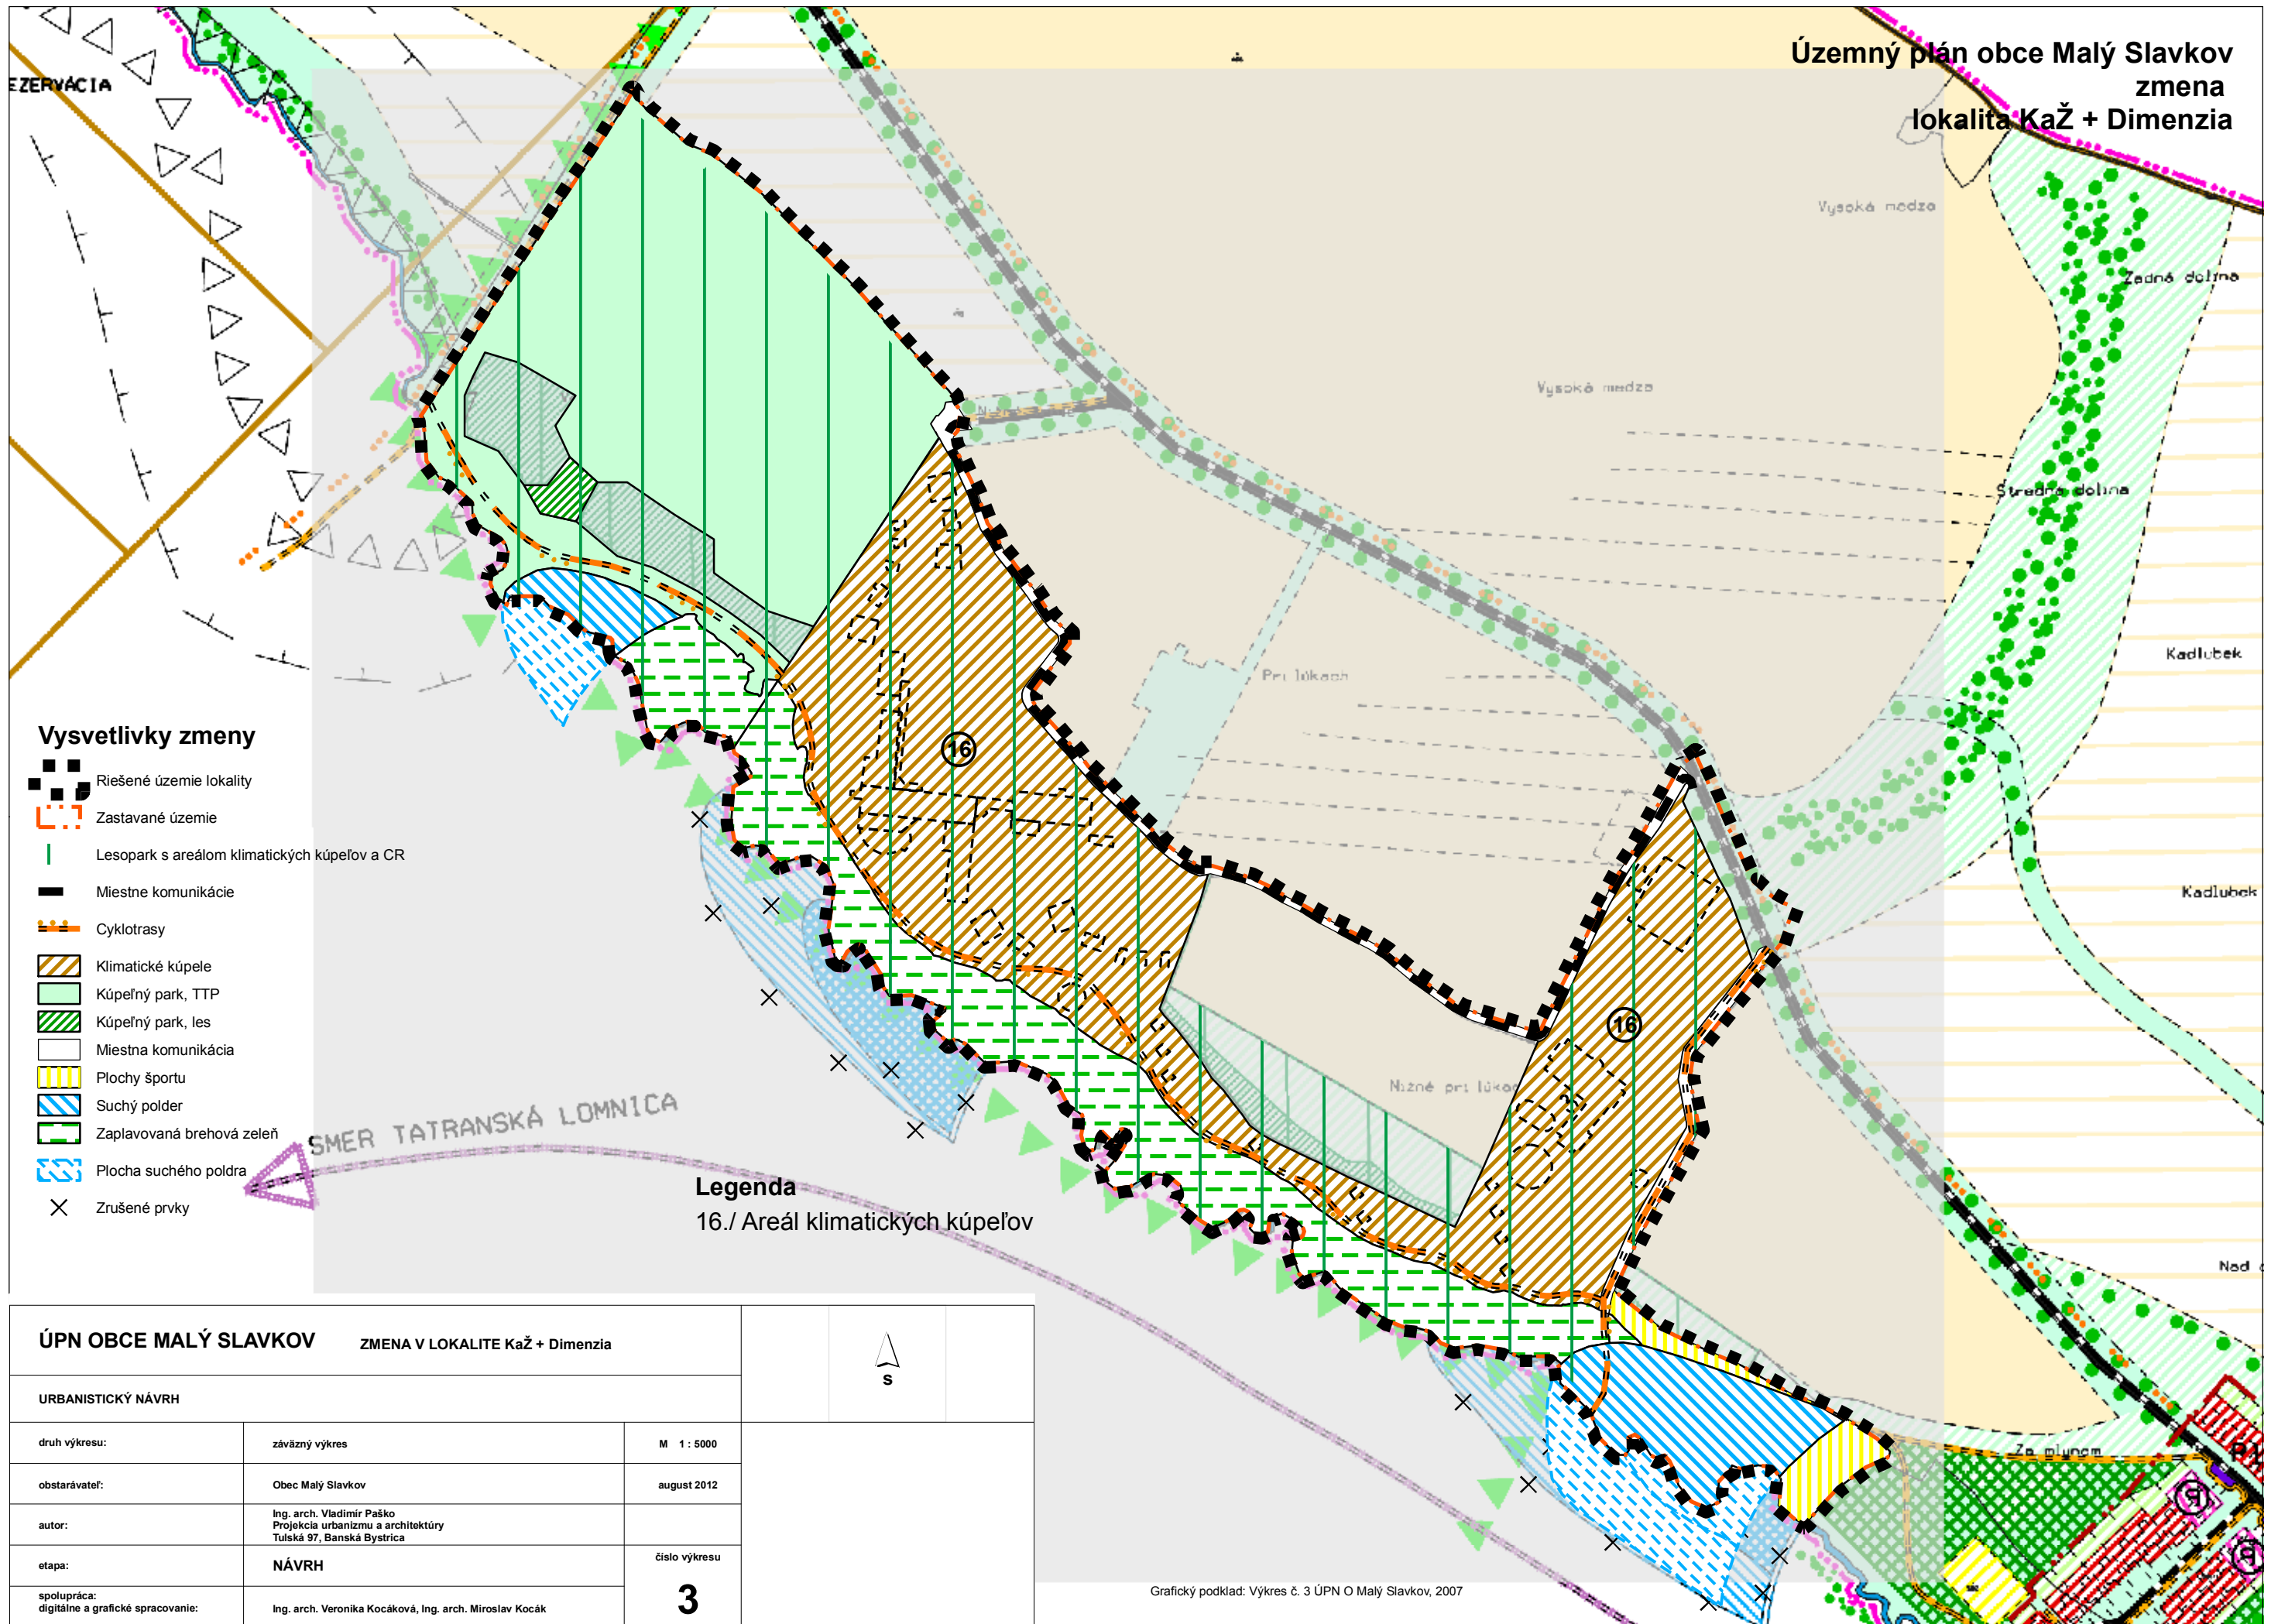 Územný plán obce Malý Slavkov
zmena
lokalita KaŽ + Dimenzia
EZERVÁCIA
Vysoká medza
Zadná dolina
Vysoká medza
Stredná dolina
Kadlubek
Pri lúkach
Kadlubek
Nižné pri lúkac
Nad
Za mlynom
SMER TATRANSKÁ LOMNICA
16
16
Vysvetlivky zmeny
Riešené územie lokality
Zastavané územie
Lesopark s areálom klimatických kúpeľov a CR
Miestne komunikácie
Cyklotrasy
Klimatické kúpele
Kúpeľný park, TTP
Kúpeľný park, les
Miestna komunikácia
Plochy športu
Suchý polder
Zaplavovaná brehová zeleň
Plocha suchého poldra
Zrušené prvky
Legenda
16./ Areál klimatických kúpeľov
ÚPN OBCE MALÝ SLAVKOV ZMENA V LOKALITE KaŽ + Dimenzia
S
URBANISTICKÝ NÁVRH
druh výkresu: záväzný výkres M 1 : 5000
obstarávateľ: Obec Malý Slavkov august 2012
autor: Ing. arch. Vladimír Paško
Projekcia urbanizmu a architektúry
Tulská 97, Banská Bystrica
etapa: NÁVRH číslo výkresu
3
spolupráca:
digitálne a grafické spracovanie: Ing. arch. Veronika Kocáková, Ing. arch. Miroslav Kocák
Grafický podklad: Výkres č. 3 ÚPN O Malý Slavkov, 2007